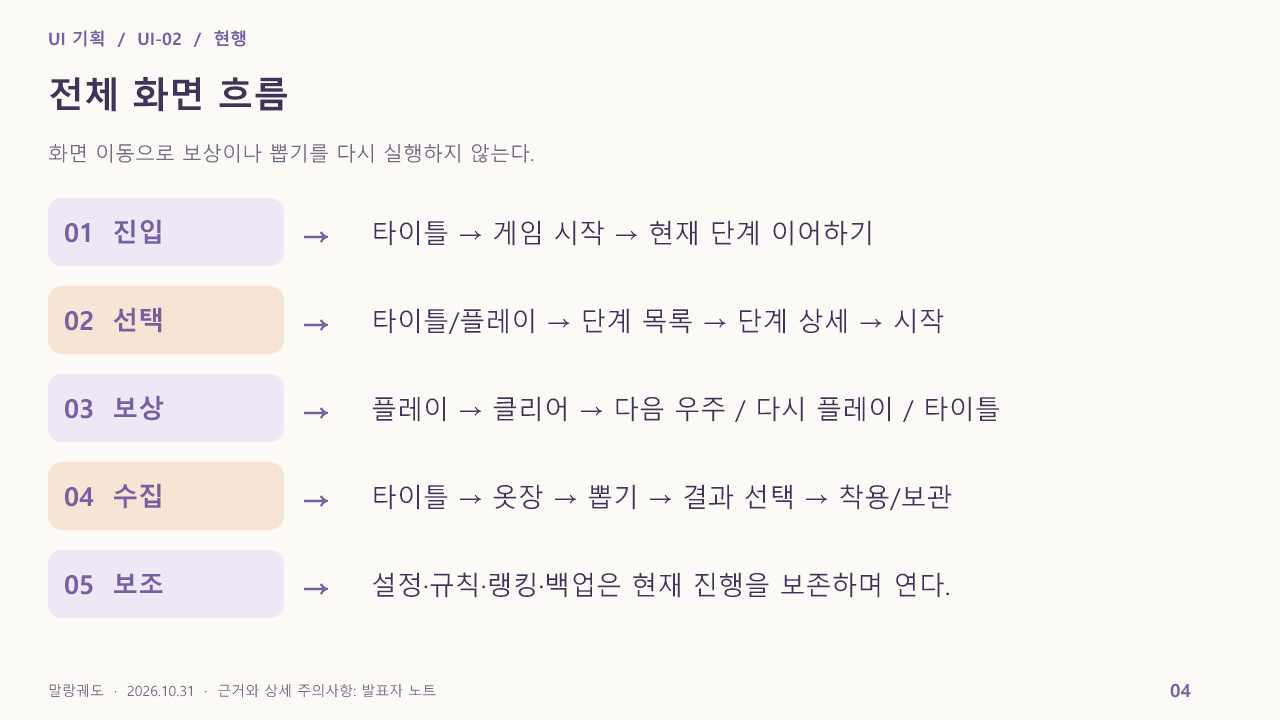 UI 기획 / UI-02 / 현행
전체 화면 흐름
화면 이동으로 보상이나 뽑기를 다시 실행하지 않는다.
01 진입 → 타이틀 → 게임 시작 → 현재 단계 이어하기
02 선택 → 타이틀/플레이 → 단계 목록 → 단계 상세 → 시작
03 보상 → 플레이 → 클리어 → 다음 우주 / 다시 플레이 / 타이틀
04 수집 → 타이틀 → 옷장 → 뽑기 → 결과 선택 → 착용/보관
05 보조 → 설정·규칙·랭킹·백업은 현재 진행을 보존하며 연다.
말랑궤도 · 2026.10.31 · 근거와 상세 주의사항: 발표자 노트
04